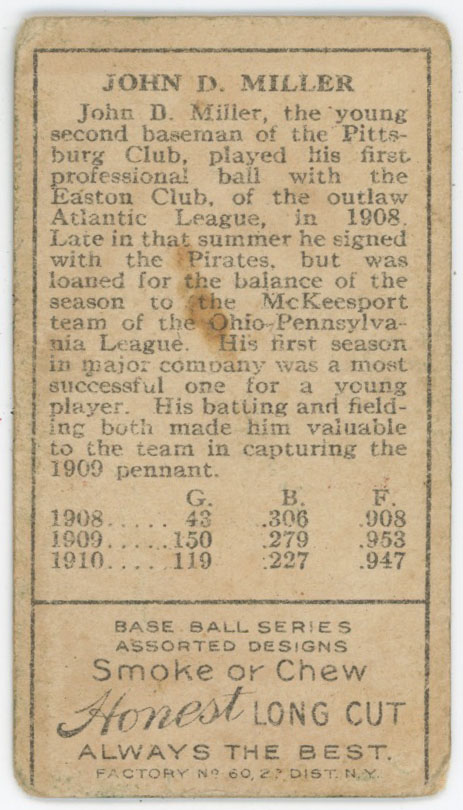 JOHN D. MILLER
John D. Miller, the young
second baseman of the Pitts-
burg Club, played his first
professional ball with the
Easton Club, of the outlaw
Atlantic League, in 1908.
Late in that summer he signed
with the Pirates, but was
loaned for the balance of the
season to the McKeesport
team of the Ohio-Pennsylva-
nia League. His first season
in major company was a most
successful one for a young
player. His batting and field-
ing both made him valuable
to the team in capturing the
1909 pennant.
G. B. F.
1908...... 43 .306 .908
1909......150 .279 .953
1910......119 .227 .947
BASE BALL SERIES
ASSORTED DESIGNS
Smoke or Chew
Honest LONG CUT
ALWAYS THE BEST.
FACTORY No 60, 2? DIST. N.Y.